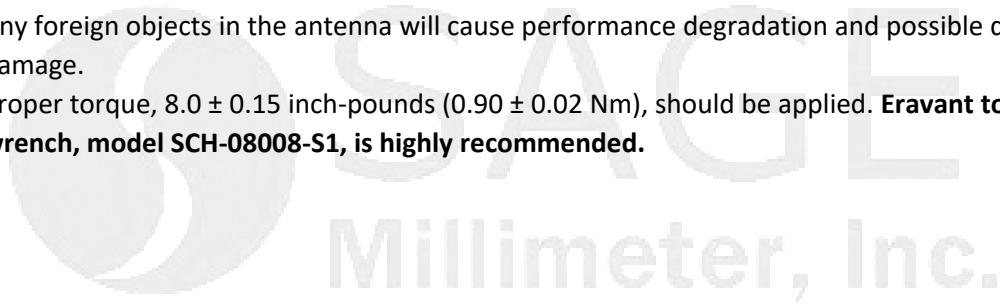 ny foreign objects in the antenna will cause performance degradation and possible
amage.
roper torque, 8.0 ± 0.15 inch-pounds (0.90 ± 0.02 Nm), should be applied. Eravant
rench, model SCH-08008-S1, is highly recommended.
SAGE
Millimeter, Inc.